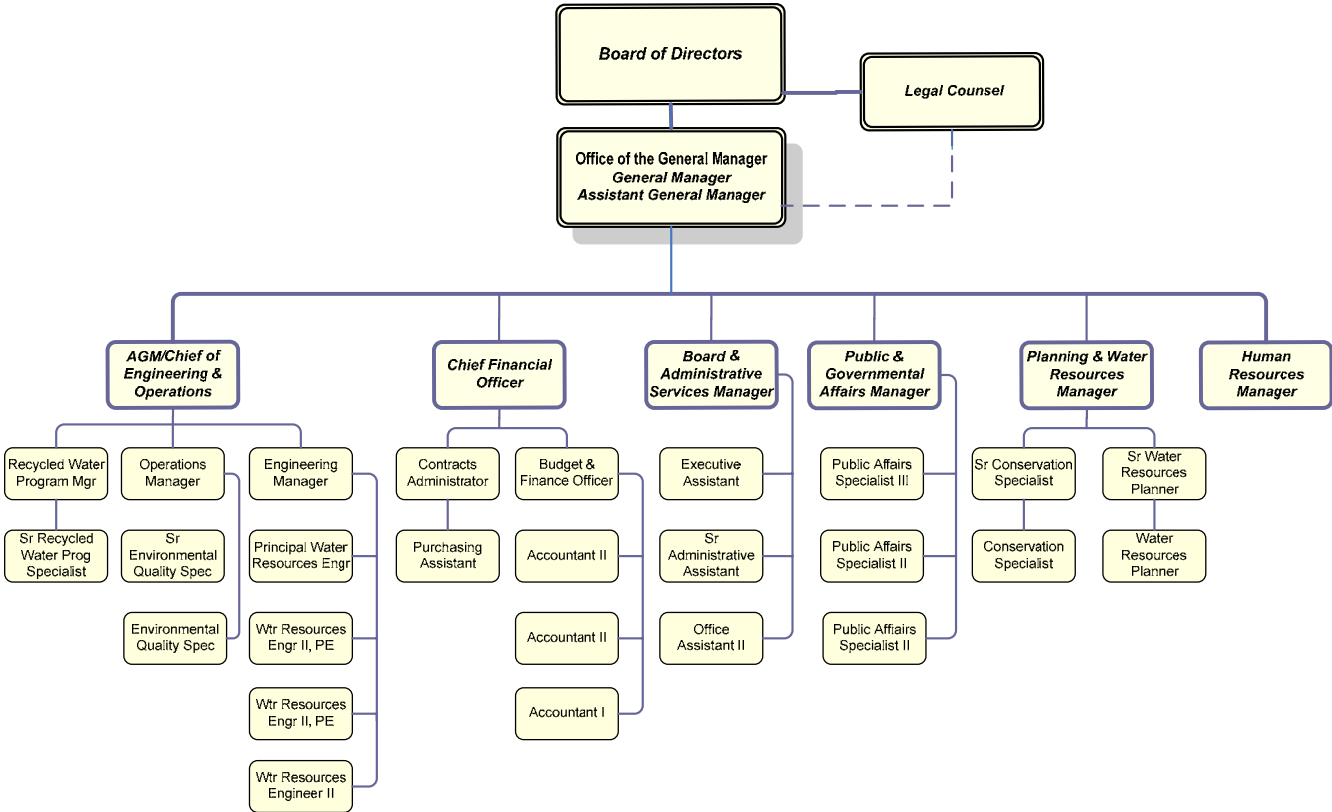 Board of Directors
Legal Counsel
Office of the General Manager
General Manager
Assistant General Manager
AGM/Chief of
Engineering &
Operations
Chief Financial
Officer
Board &
Administrative
Services Manager
Public &
Governmental
Affairs Manager
Planning & Water
Resources
Manager
Human
Resources
Manager
Recycled Water
Program Mgr
Operations
Manager
Engineering
Manager
Contracts
Administrator
Budget &
Finance Officer
Executive
Assistant
Public Affairs
Specialist III
Sr Conservation
Specialist
Sr Water
Resources
Planner
Sr Recycled
Water Prog
Specialist
Sr
Environmental
Quality Spec
Principal Water
Resources Engr
Purchasing
Assistant
Accountant II
Sr
Administrative
Assistant
Public Affairs
Specialist II
Conservation
Specialist
Water
Resources
Planner
Environmental
Quality Spec
Wtr Resources
Engr II, PE
Accountant II
Office
Assistant II
Public Affiairs
Specialist II
Wtr Resources
Engr II, PE
Accountant I
Wtr Resources
Engineer II